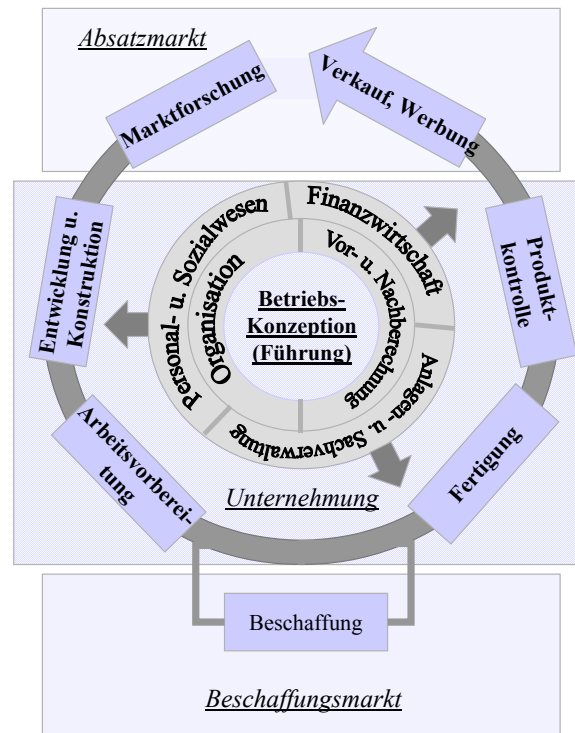 Absatzmarkt
Marktforschung
Verkauf, Werbung
Entwicklung u.
Konstruktion
Personal- u. Sozialwesen
Finanzwirtschaft
Organisation
Vor- u. Nachberechnung
Betriebs-
Konzeption
(Führung)
Produkt-
kontrolle
Anlagen- u. Sachverwaltung
Arbeitsvorberei-
tung
Fertigung
Unternehmung
Beschaffung
Beschaffungsmarkt